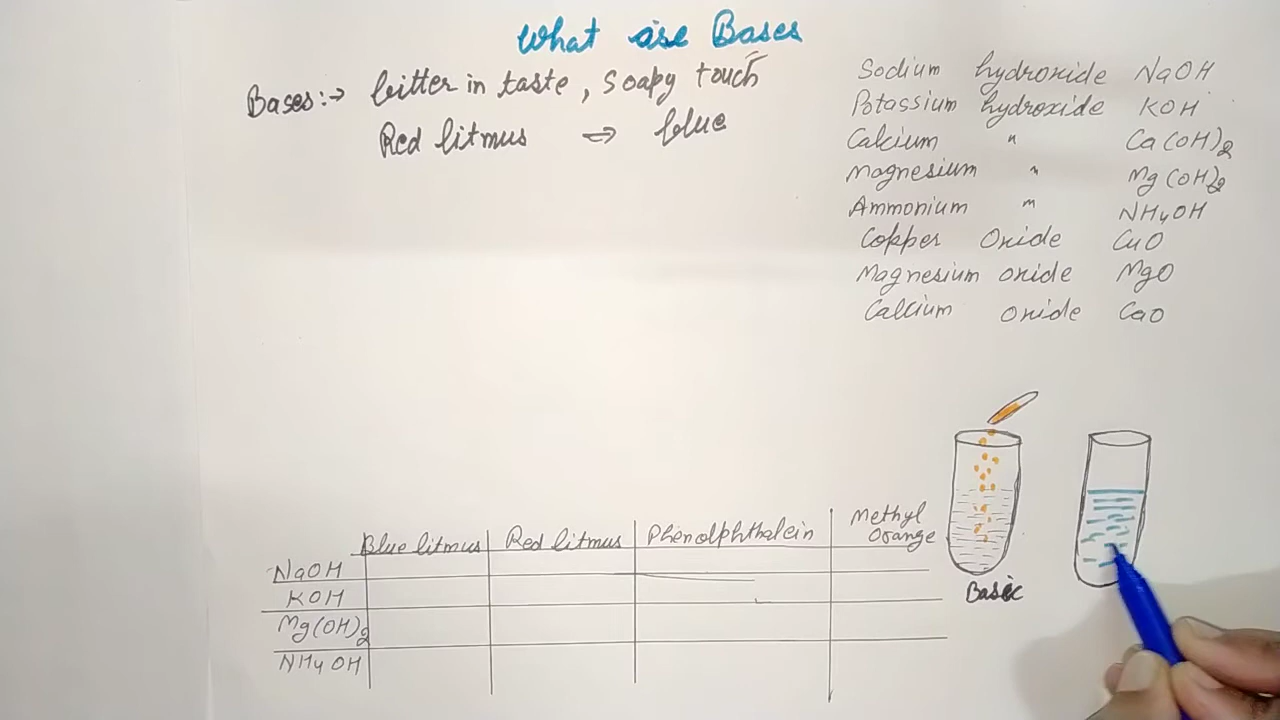 What are Bases
Bases:→ bitter in taste, Soapy touch
Red litmus ⇒ blue
Sodium hydroxide NaOH
Potassium hydroxide KOH
Calcium " Ca(OH)2
Magnesium " Mg(OH)2
Ammonium " NH4OH
Copper Oxide CuO
Magnesium oxide MgO
Calcium oxide CaO
Blue litmus Red litmus Phenolphthalein Methyl Orange
NaOH
KOH
Mg(OH)2
NH4OH
Basic